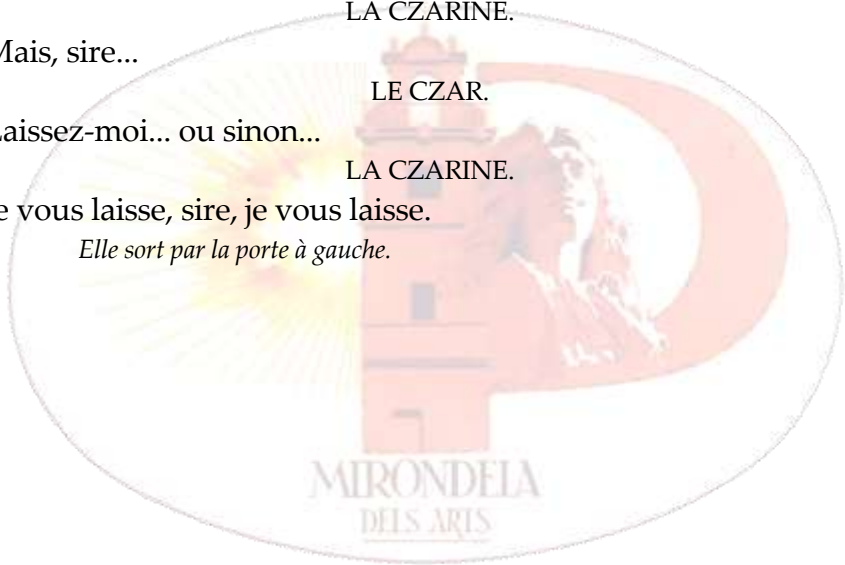 LA CZARINE.
Mais, sire...
LE CZAR.
Laissez-moi... ou sinon...
LA CZARINE.
Je vous laisse, sire, je vous laisse.
Elle sort par la porte à gauche.
MIRONDELA
DELS ARTS